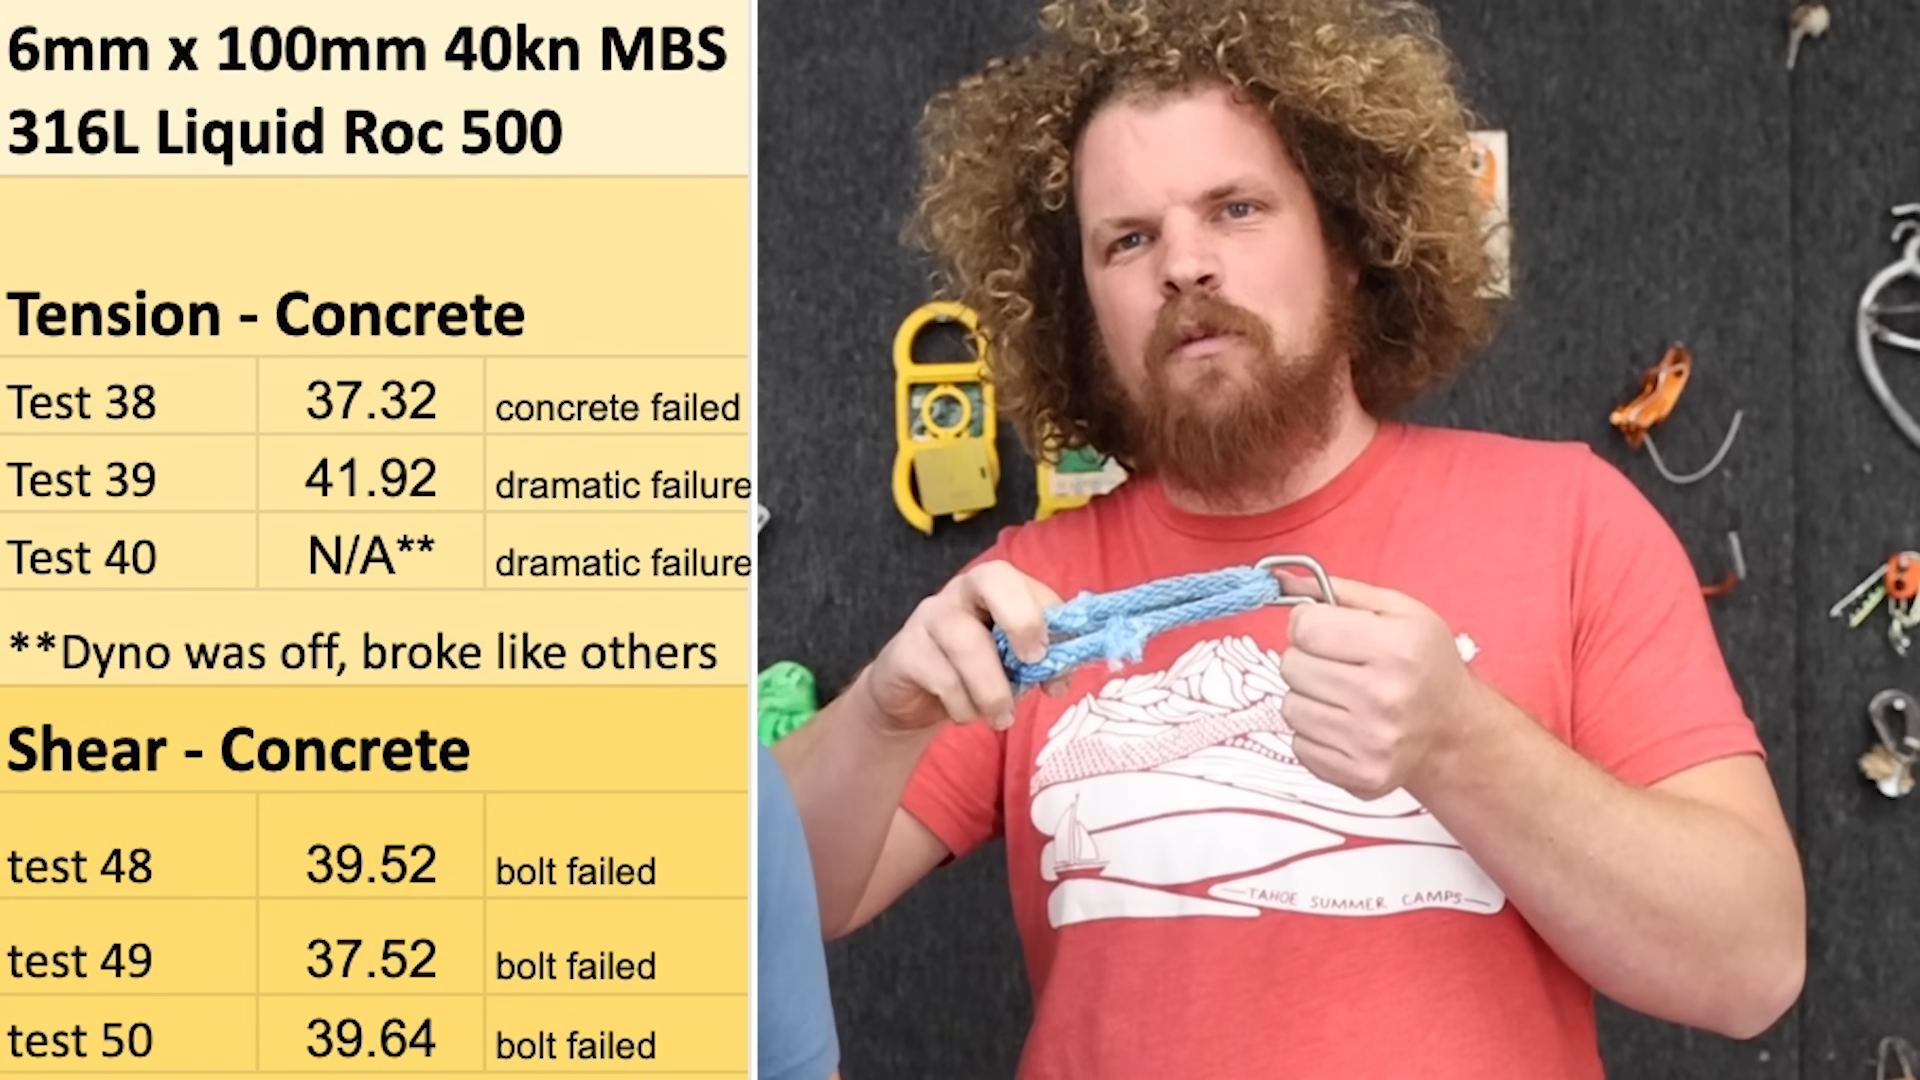 6mm x 100mm 40kn MBS
316L Liquid Roc 500
Tension - Concrete
Test 38 37.32 concrete failed
Test 39 41.92 dramatic failure
Test 40 N/A** dramatic failure
**Dyno was off, broke like others
Shear - Concrete
test 48 39.52 bolt failed
test 49 37.52 bolt failed
test 50 39.64 bolt failed
TAHOE SUMMER CAMPS